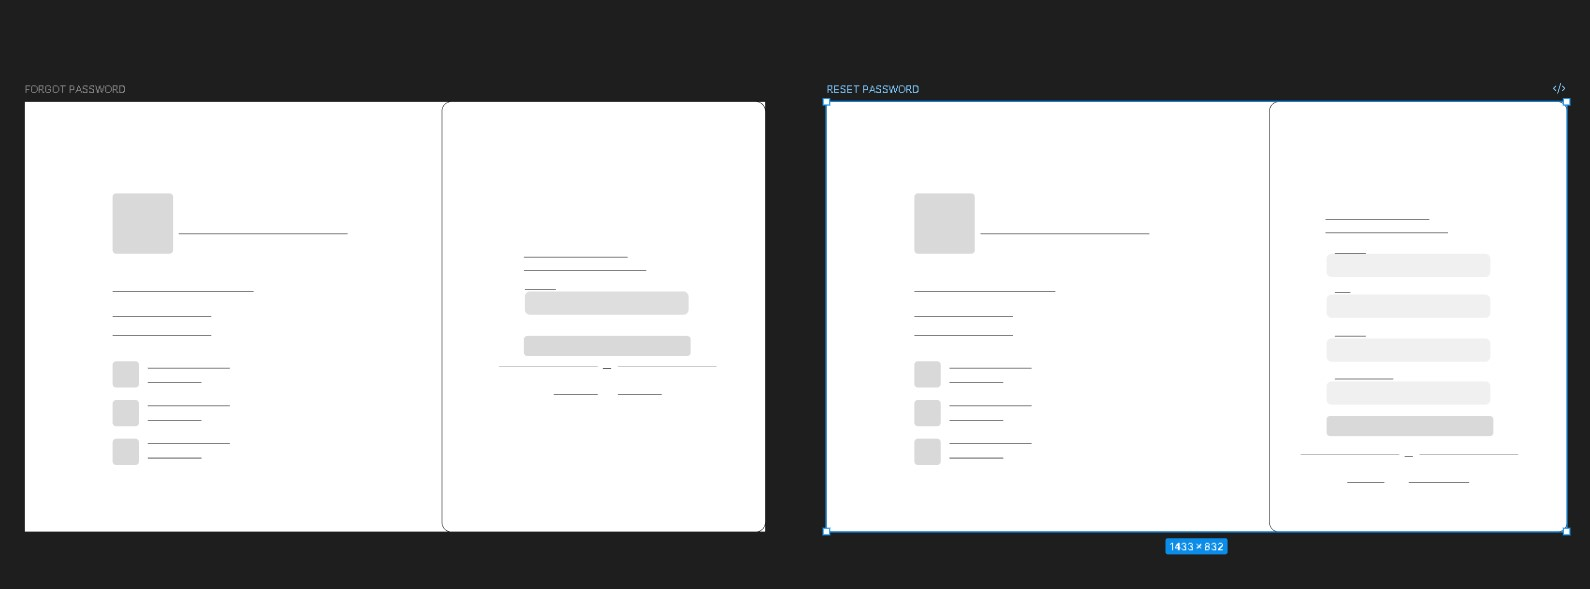 FORGOT PASSWORD
RESET PASSWORD
</>
1433 × 832